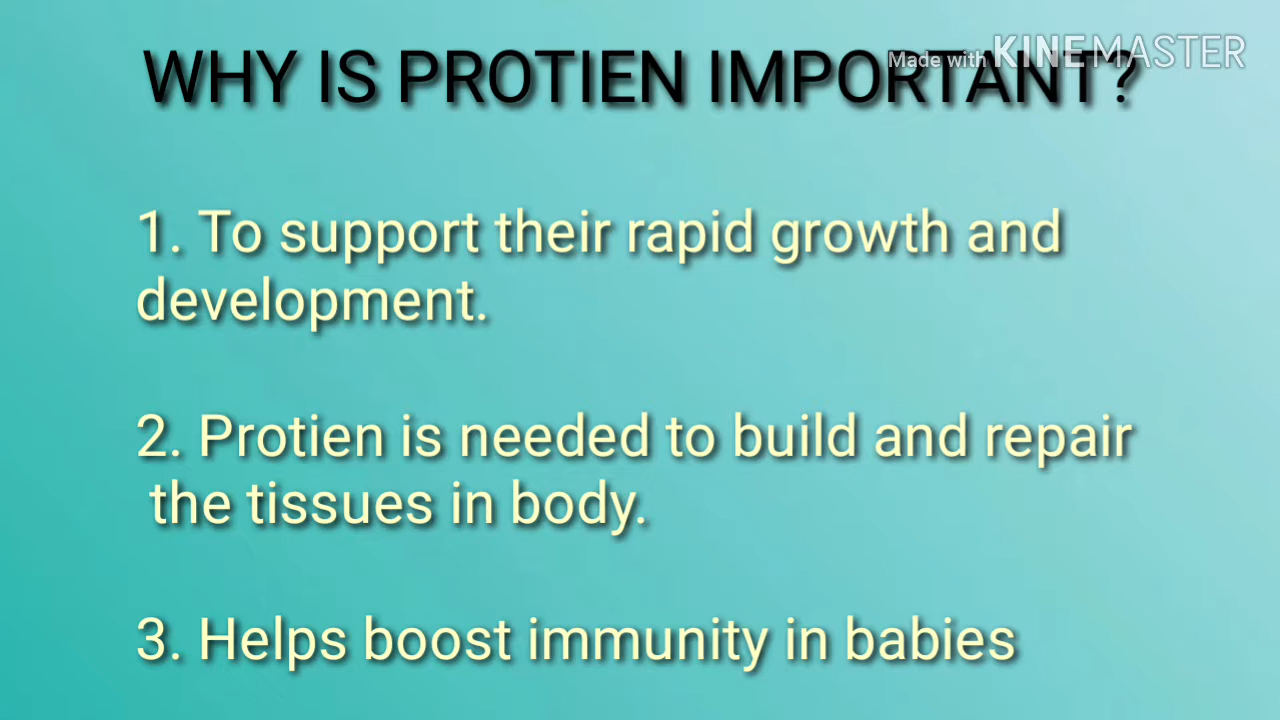 Made with KINEMASTER
WHY IS PROTIEN IMPORTANT?
1. To support their rapid growth and
development.
2. Protien is needed to build and repair
the tissues in body.
3. Helps boost immunity in babies